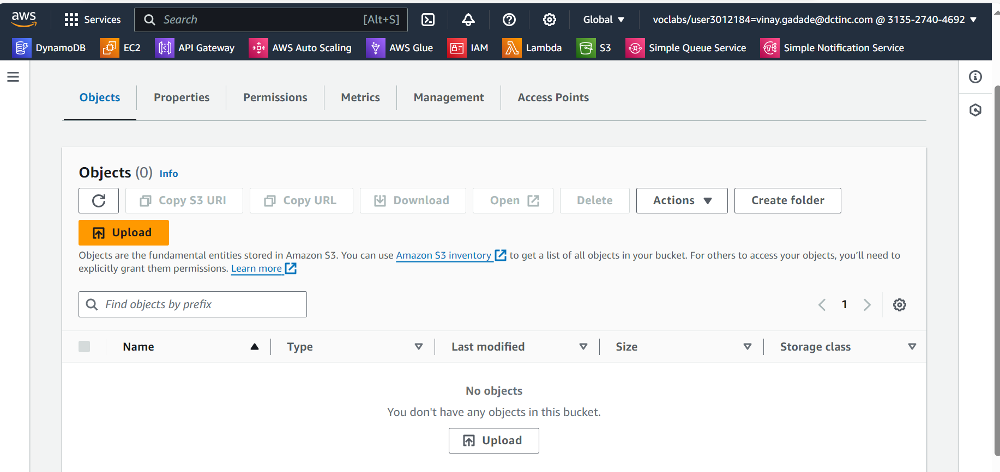 aws Services Search [Alt+S] Global voclabs/user3012184=vinay.gadade@dctinc.com @ 3135-2740-4692
DynamoDB EC2 API Gateway AWS Auto Scaling AWS Glue IAM Lambda S3 Simple Queue Service Simple Notification Service
Objects Properties Permissions Metrics Management Access Points
Objects (0) Info
Copy S3 URI Copy URL Download Open Delete Actions Create folder
Upload
Objects are the fundamental entities stored in Amazon S3. You can use Amazon S3 inventory to get a list of all objects in your bucket. For others to access your objects, you’ll need to
explicitly grant them permissions. Learn more
Find objects by prefix 1
Name Type Last modified Size Storage class
No objects
You don't have any objects in this bucket.
Upload